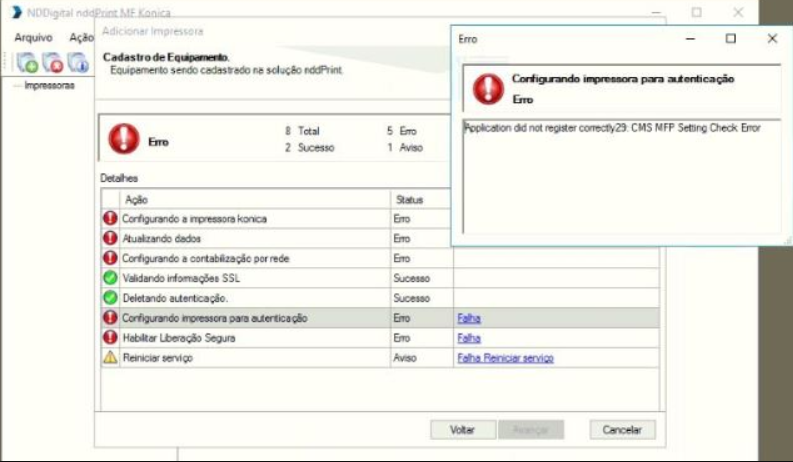 NDDigital nddPrint MF Konica
Arquivo Ação
Impressoras
Adicionar Impressora
Cadastro de Equipamento.
Equipamento sendo cadastrado na solução nddPrint.
Erro
8 Total 5 Erro
2 Sucesso 1 Aviso
Detalhes
Ação Status
Configurando a impressora konica Erro
Atualizando dados Erro
Configurando a contabilização por rede Erro
Validando informações SSL Sucesso
Deletando autenticação. Sucesso
Configurando impressora para autenticação Erro Falha
Habilitar Liberação Segura Erro Falha
Reiniciar serviço Aviso Falha Reiniciar serviço
Voltar Avançar Cancelar
Erro
Configurando impressora para autenticação
Erro
Application did not register correctly29: CMS MFP Setting Check Error